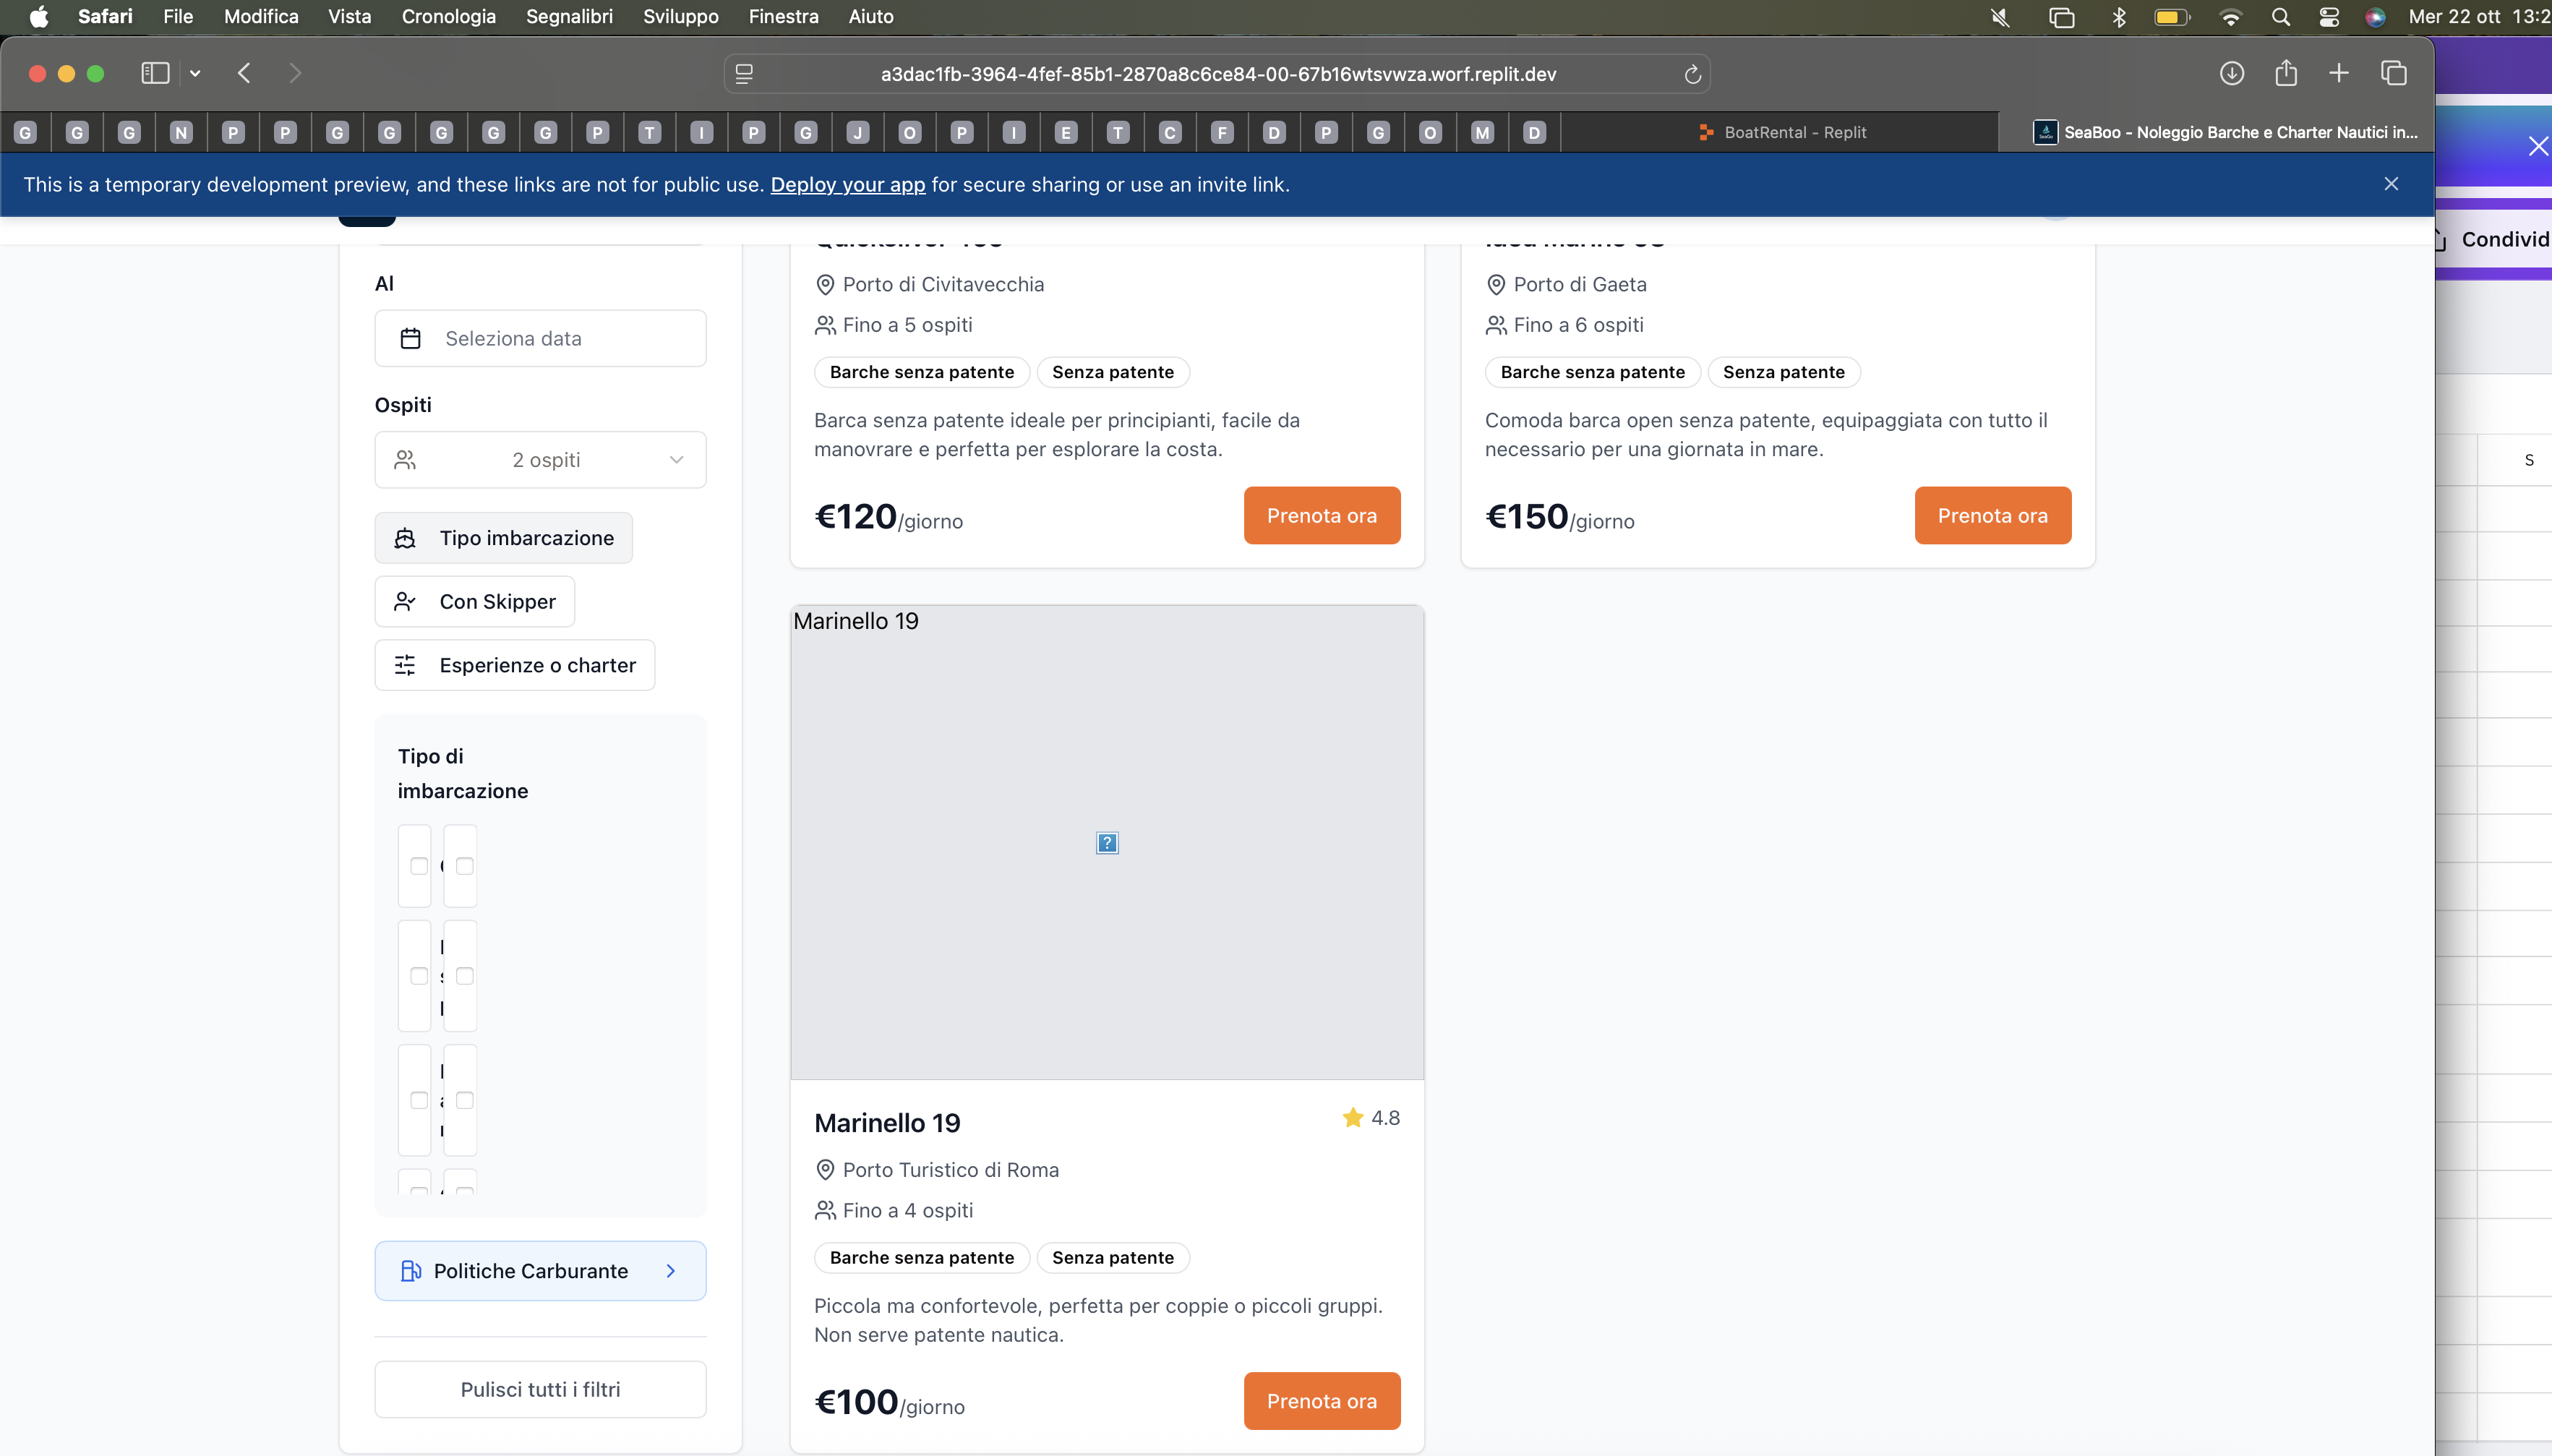 Safari File Modifica Vista Cronologia Segnalibri Sviluppo Finestra Aiuto
Mer 22 ott 13:2
a3dac1fb-3964-4fef-85b1-2870a8c6ce84-00-67b16wtsvwza.worf.replit.dev
G G G N P P G G G G G P T I P G J O P I E T C F D P G O M D
BoatRental - Replit
SeaBoo - Noleggio Barche e Charter Nautici in...
This is a temporary development preview, and these links are not for public use. Deploy your app for secure sharing or use an invite link.
Condivid
S
Al
Seleziona data
Ospiti
2 ospiti
Tipo imbarcazione
Con Skipper
Esperienze o charter
Tipo di
imbarcazione
Politiche Carburante
Pulisci tutti i filtri
Porto di Civitavecchia
Fino a 5 ospiti
Barche senza patente
Senza patente
Barca senza patente ideale per principianti, facile da
manovrare e perfetta per esplorare la costa.
€120/giorno
Prenota ora
Porto di Gaeta
Fino a 6 ospiti
Barche senza patente
Senza patente
Comoda barca open senza patente, equipaggiata con tutto il
necessario per una giornata in mare.
€150/giorno
Prenota ora
Marinello 19
?
Marinello 19
4.8
Porto Turistico di Roma
Fino a 4 ospiti
Barche senza patente
Senza patente
Piccola ma confortevole, perfetta per coppie o piccoli gruppi.
Non serve patente nautica.
€100/giorno
Prenota ora